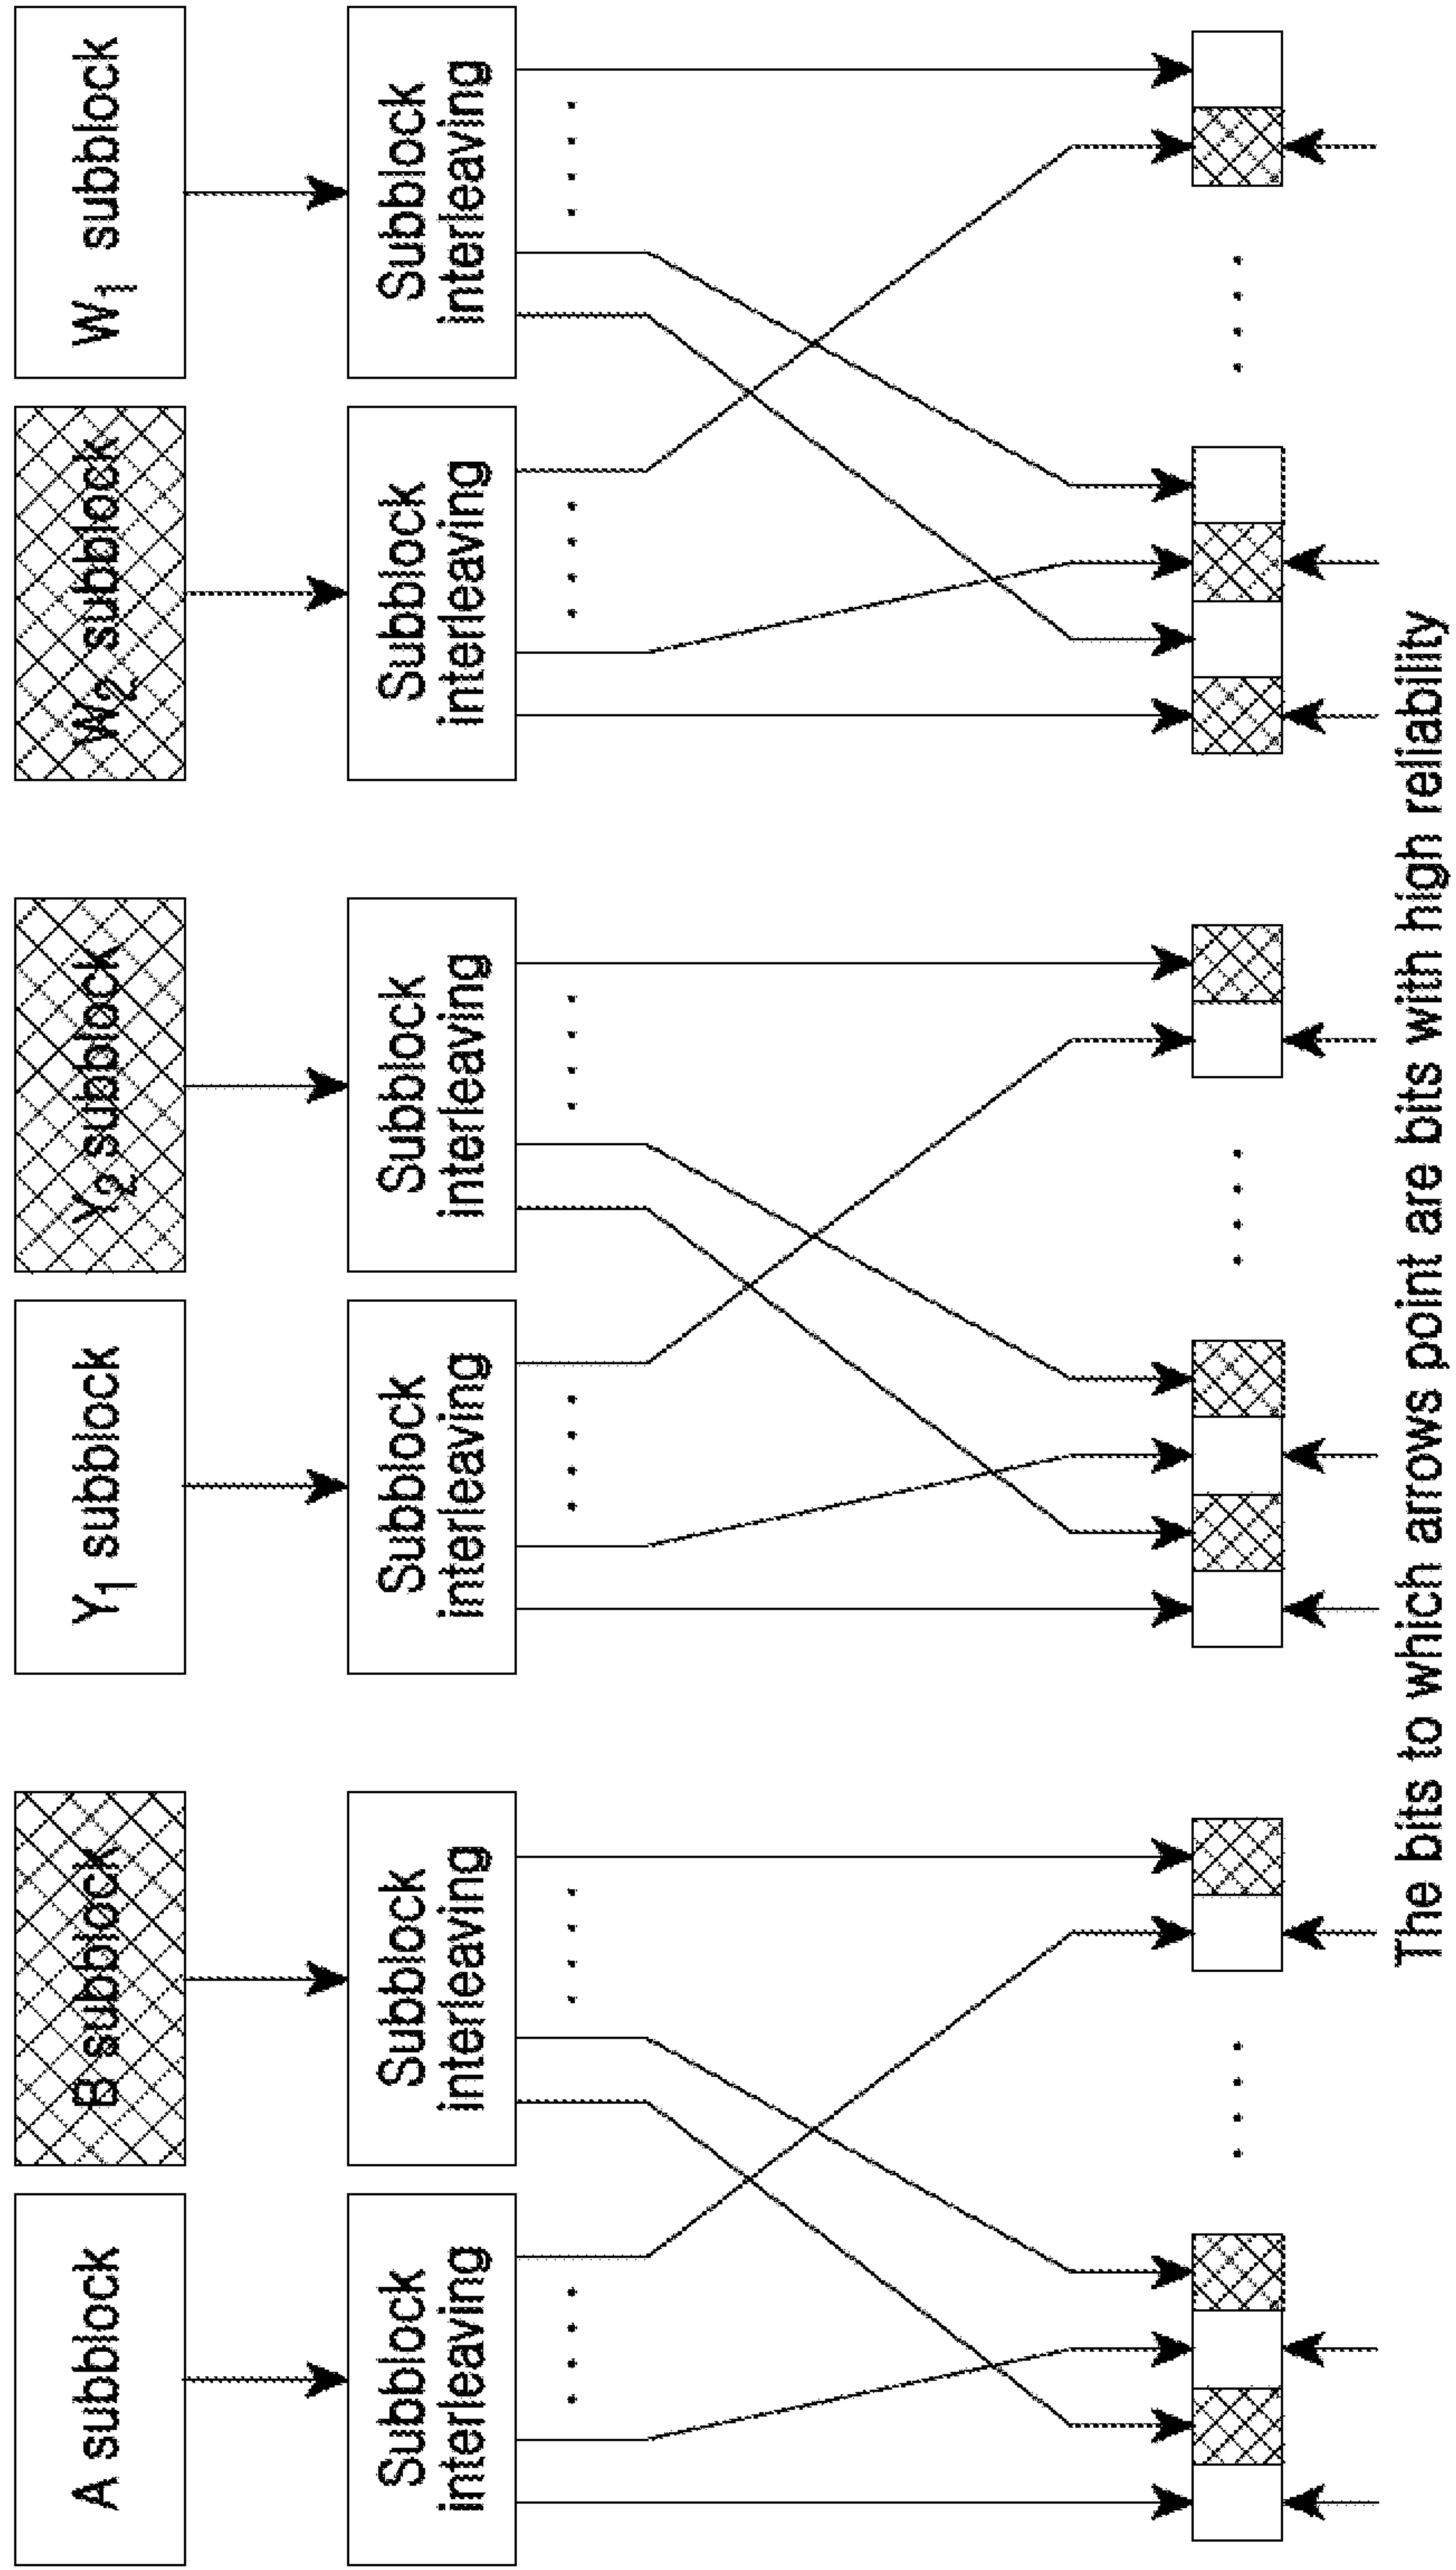 A subblock
B subblock
Y1 subblock
Y2 subblock
W2 subblock
W1 subblock
Subblock
interleaving
Subblock
interleaving
Subblock
interleaving
Subblock
interleaving
Subblock
interleaving
Subblock
interleaving
The bits to which arrows point are bits with high reliability